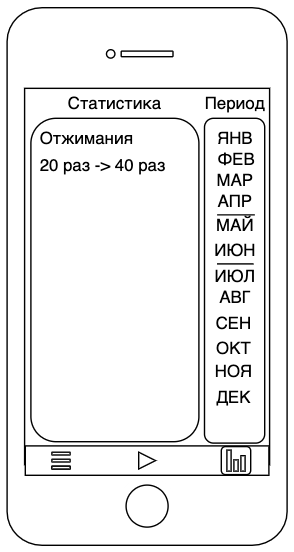 Статистика
Период
Отжимания
20 раз -> 40 раз
ЯНВ
ФЕВ
МАР
АПР
МАЙ
ИЮН
ИЮЛ
АВГ
СЕН
ОКТ
НОЯ
ДЕК